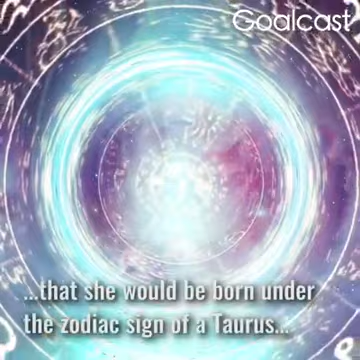 Goalcast
...that she would be born under
the zodiac sign of a Taurus...